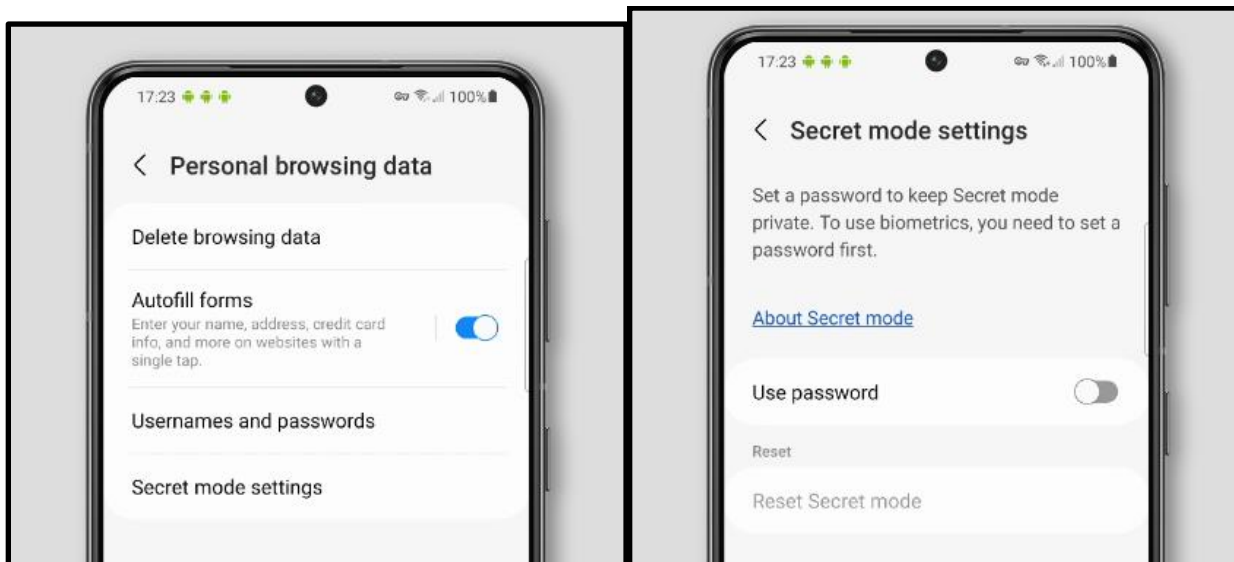 17:23 100%
Personal browsing data
Delete browsing data
Autofill forms
Enter your name, address, credit card
info, and more on websites with a
single tap.
Usernames and passwords
Secret mode settings
17:23 100%
Secret mode settings
Set a password to keep Secret mode
private. To use biometrics, you need to set a
password first.
About Secret mode
Use password
Reset
Reset Secret mode